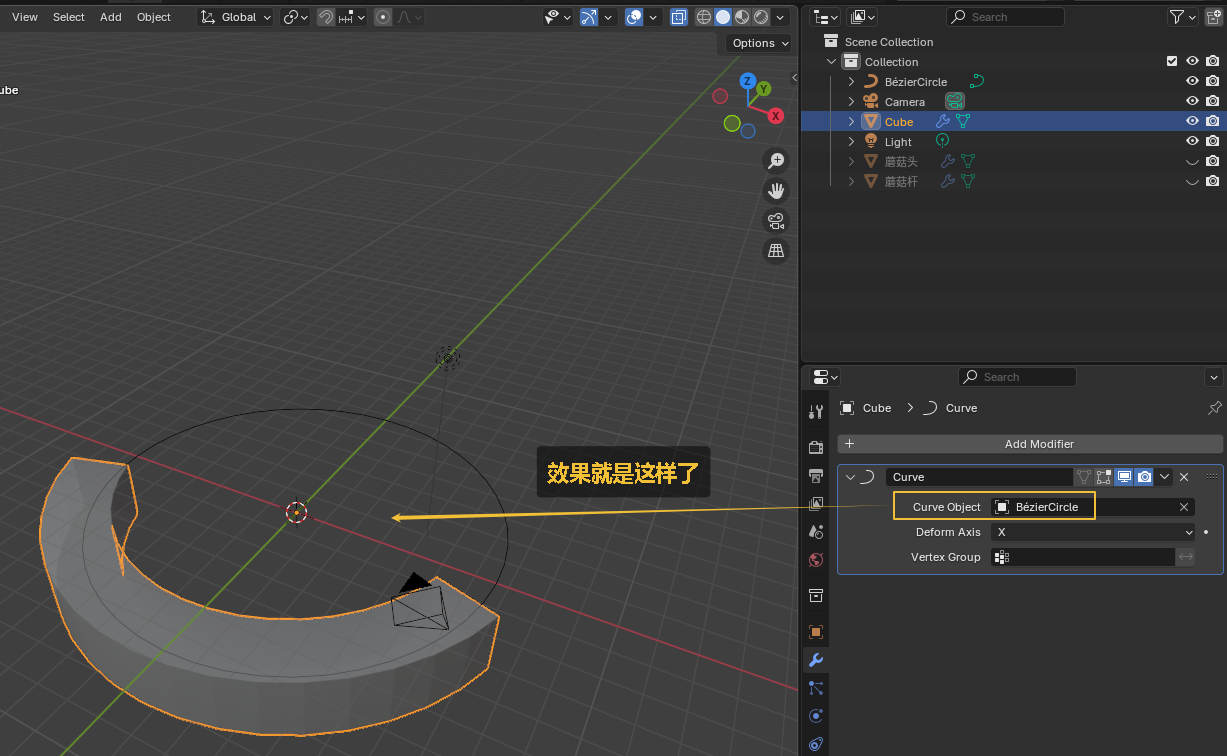 View Select Add Object Global Search
Options
Scene Collection
Collection
BézierCircle
ube
Camera
Cube
Light
蘑菇头
蘑菇杆
Z
Y
X
Search
Cube Curve
Add Modifier
Curve
效果就是这样了
Curve Object BézierCircle
Deform Axis X
Vertex Group